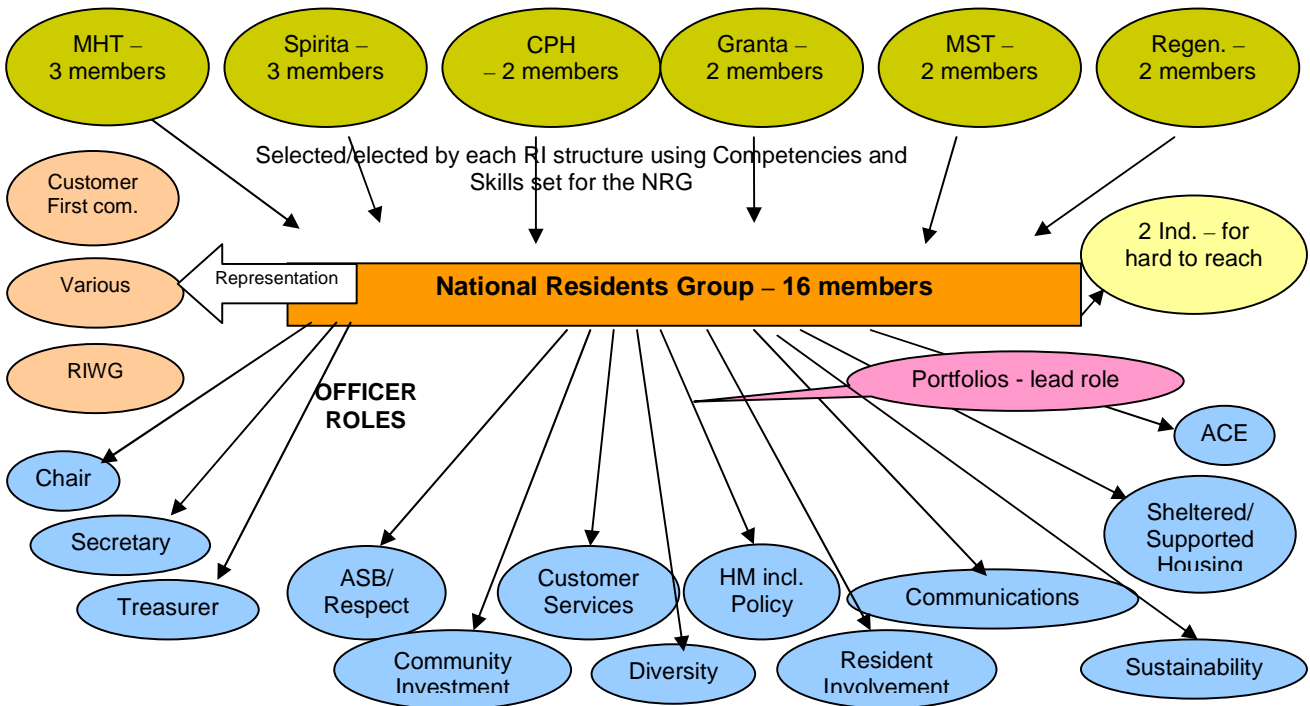 MHT –
3 members
Spirita –
3 members
CPH
– 2 members
Granta –
2 members
MST –
2 members
Regen. –
2 members
Selected/elected by each RI structure using Competencies and
Skills set for the NRG
Customer
First com.
Various
RIWG
Representation
National Residents Group – 16 members
2 Ind. – for
hard to reach
OFFICER
ROLES
Portfolios - lead role
Chair
Secretary
Treasurer
ASB/
Respect
Community
Investment
Customer
Services
Diversity
HM incl.
Policy
Resident
Involvement
Communications
ACE
Sheltered/
Supported
Housing
Sustainability